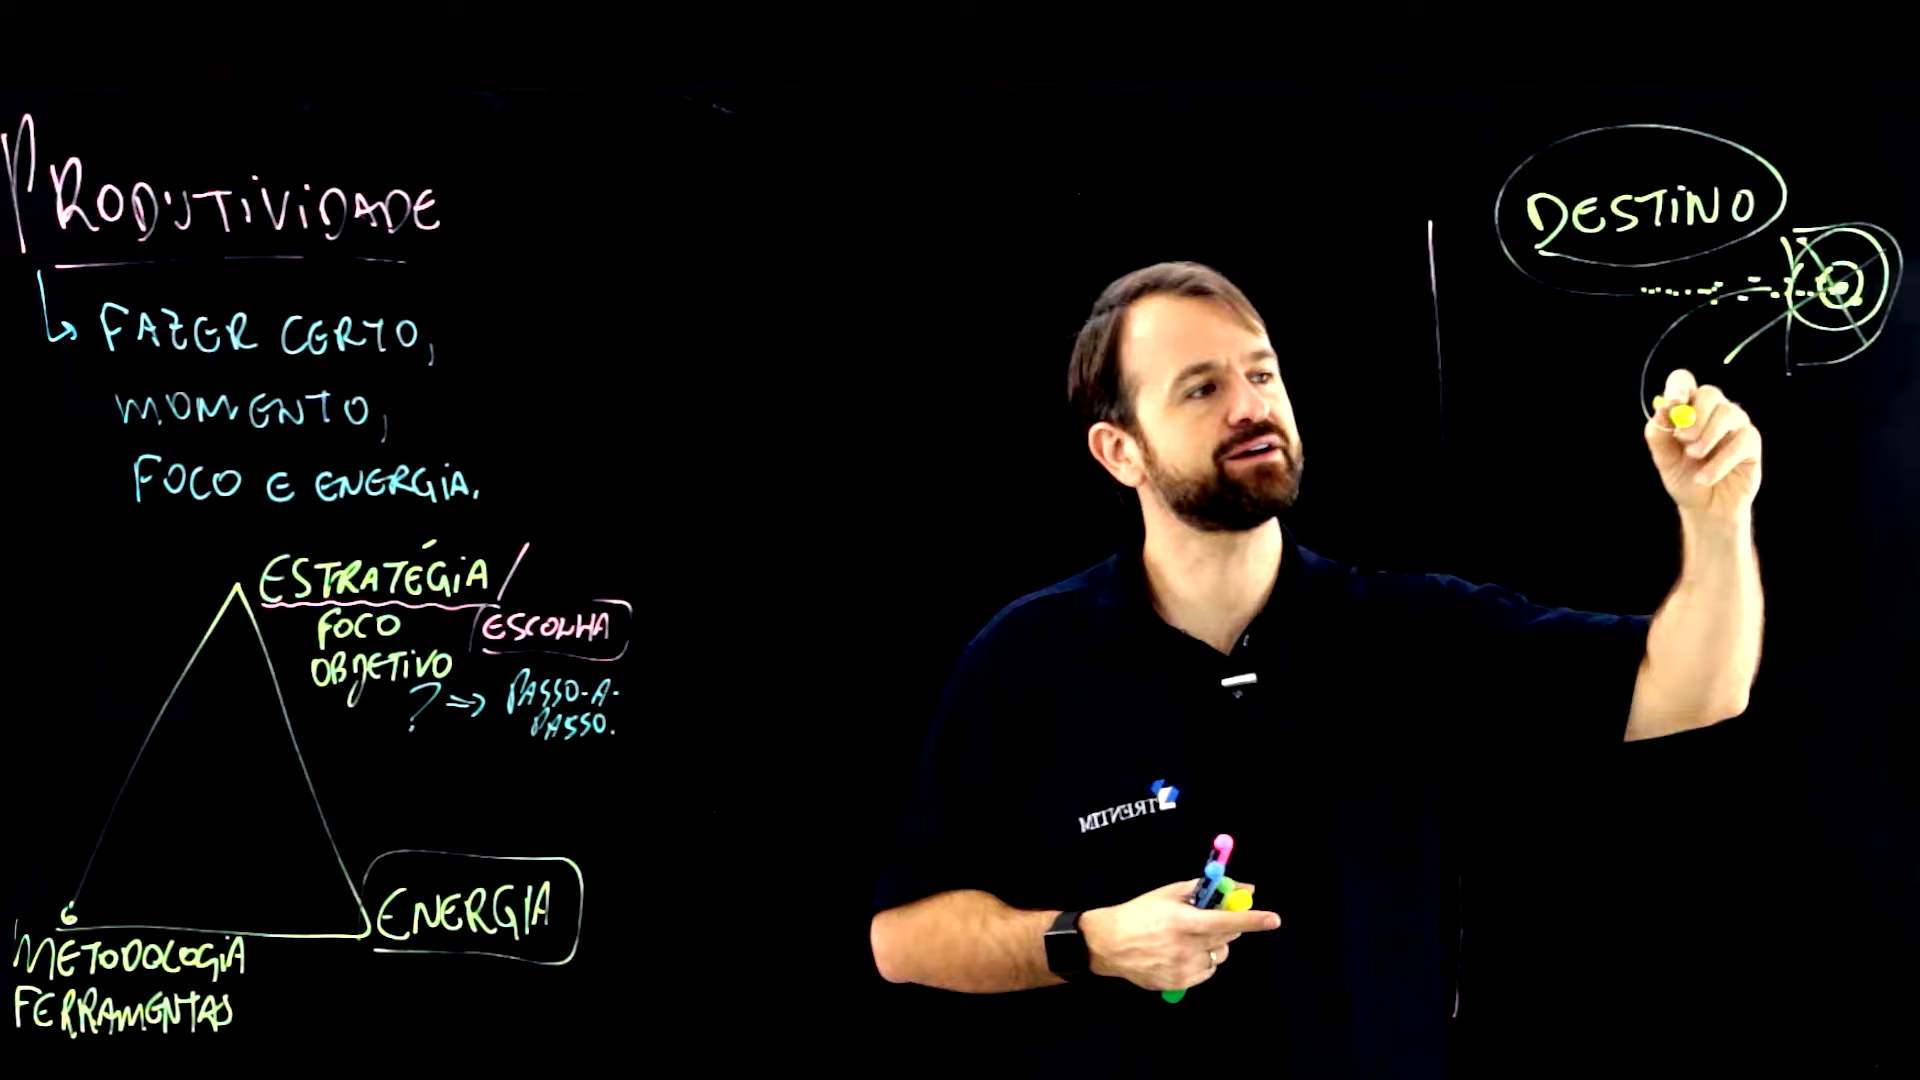 PRODUTIVIDADE
FAZER CERTO,
MOMENTO,
FOCO E ENERGIA.
ESTRATÉGIA /
FOCO
ESCOLHA
OBJETIVO
? => PASSO-A-
PASSO.
ENERGIA
METODOLOGIA
FERRAMENTAS
DESTINO
TRENTIM